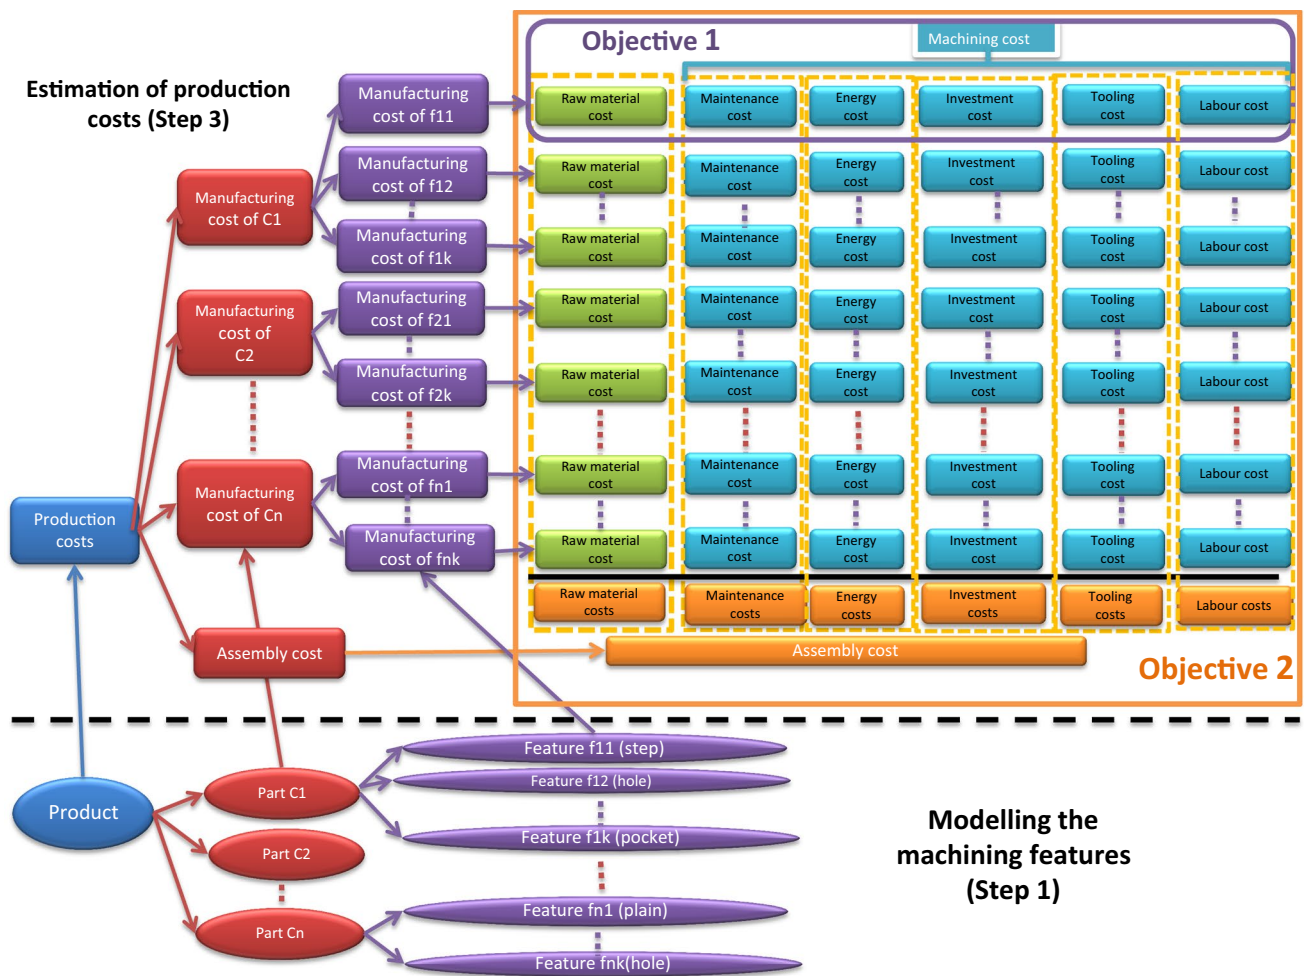 Objective 1
Machining cost
Estimation of production
costs (Step 3)
Manufacturing
cost of f11
Raw material
cost
Maintenance
cost
Energy
cost
Investment
cost
Tooling
cost
Labour cost
Manufacturing
cost of C1
Manufacturing
cost of f12
Raw material
cost
Maintenance
cost
Energy
cost
Investment
cost
Tooling
cost
Labour cost
Manufacturing
cost of f1k
Raw material
cost
Maintenance
cost
Energy
cost
Investment
cost
Tooling
cost
Labour cost
Manufacturing
cost of
C2
Manufacturing
cost of f21
Raw material
cost
Maintenance
cost
Energy
cost
Investment
cost
Tooling
cost
Labour cost
Manufacturing
cost of f2k
Raw material
cost
Maintenance
cost
Energy
cost
Investment
cost
Tooling
cost
Labour cost
Manufacturing
cost of Cn
Manufacturing
cost of fn1
Raw material
cost
Maintenance
cost
Energy
cost
Investment
cost
Tooling
cost
Labour cost
Production
costs
Manufacturing
cost of fnk
Raw material
cost
Maintenance
cost
Energy
cost
Investment
cost
Tooling
cost
Labour cost
Raw material
costs
Maintenance
costs
Energy
costs
Investment
costs
Tooling
costs
Labour costs
Assembly cost
Assembly cost
Objective 2
Feature f11 (step)
Feature f12 (hole)
Product
Part C1
Feature f1k (pocket)
Part C2
Modelling the
machining features
(Step 1)
Feature fn1 (plain)
Part Cn
Feature fnk(hole)